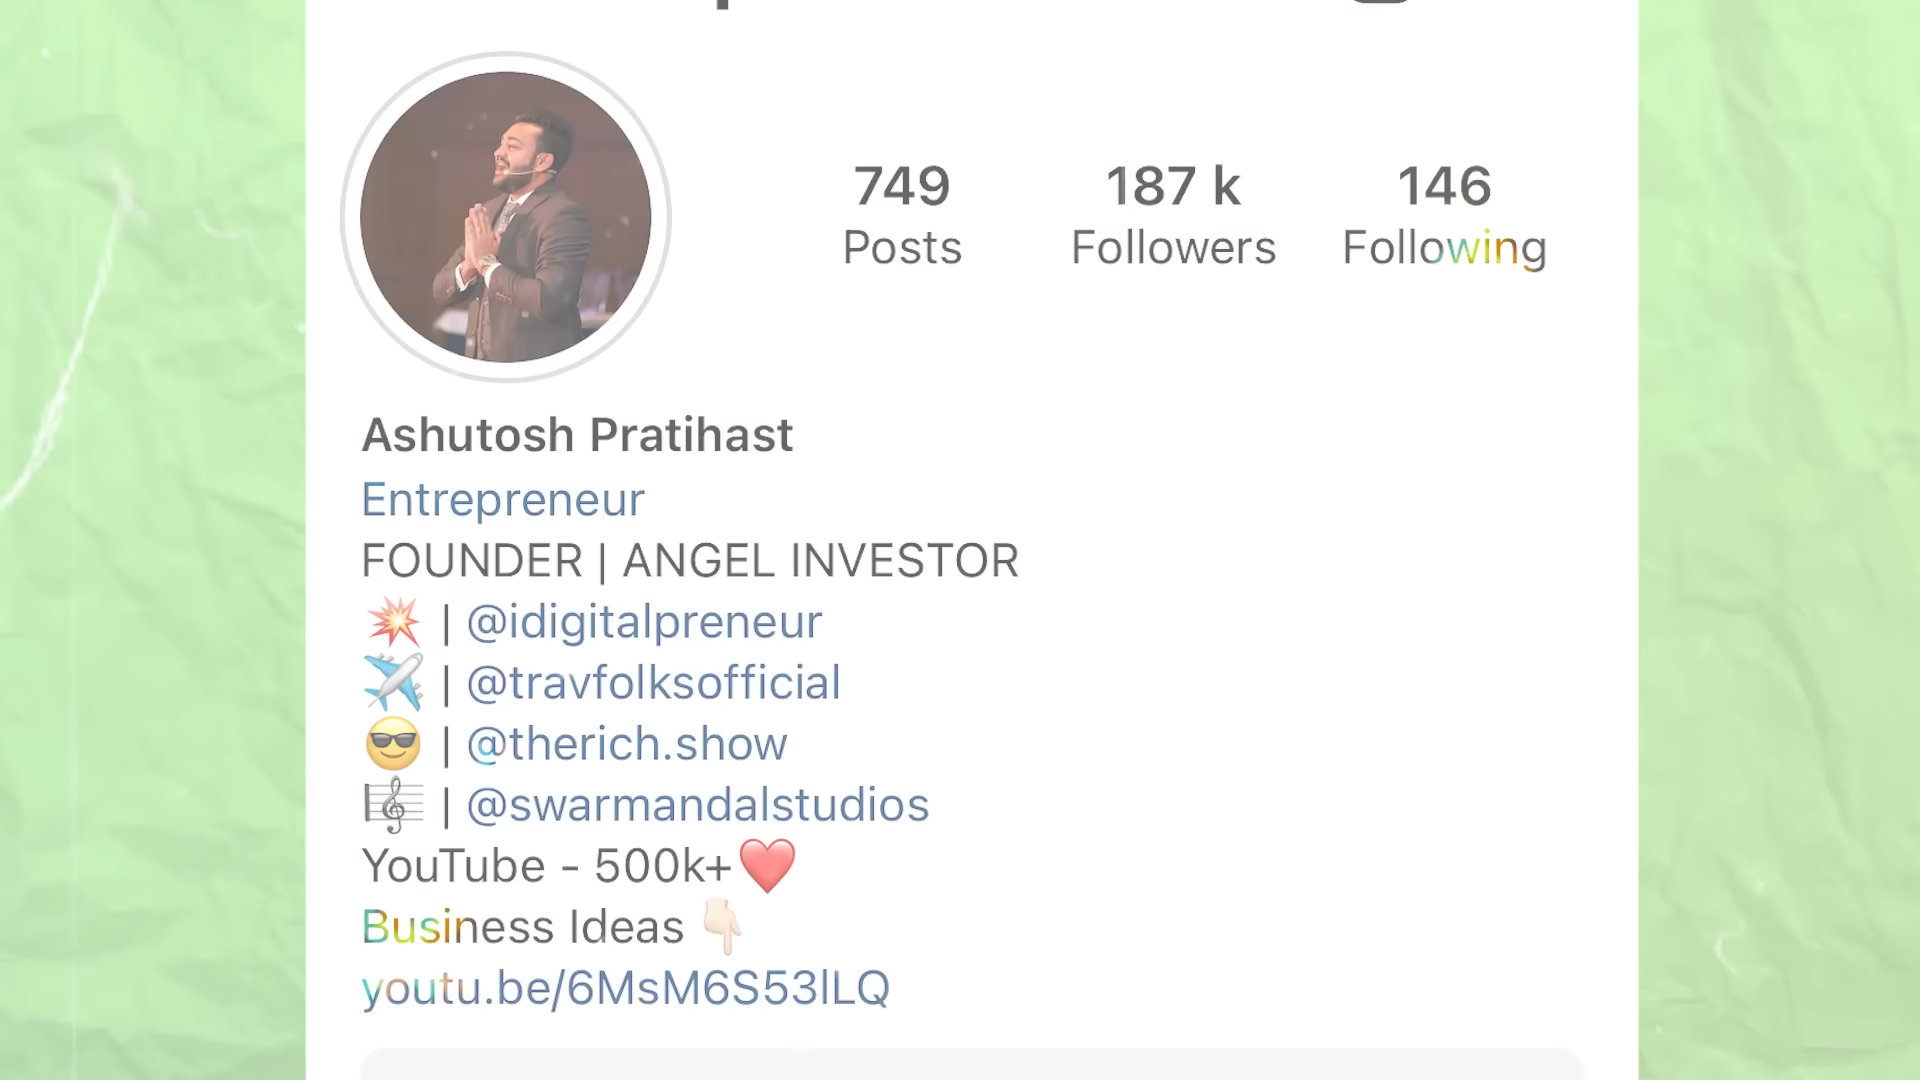 749 187 k 146
Posts Followers Following
Ashutosh Pratihast
Entrepreneur
FOUNDER | ANGEL INVESTOR
💥 | @idigitalpreneur
✈️ | @travfolksofficial
😎 | @therich.show
🎼 | @swarmandalstudios
YouTube - 500k+❤️
Business Ideas 👇🏻
youtu.be/6MsM6S53lLQ